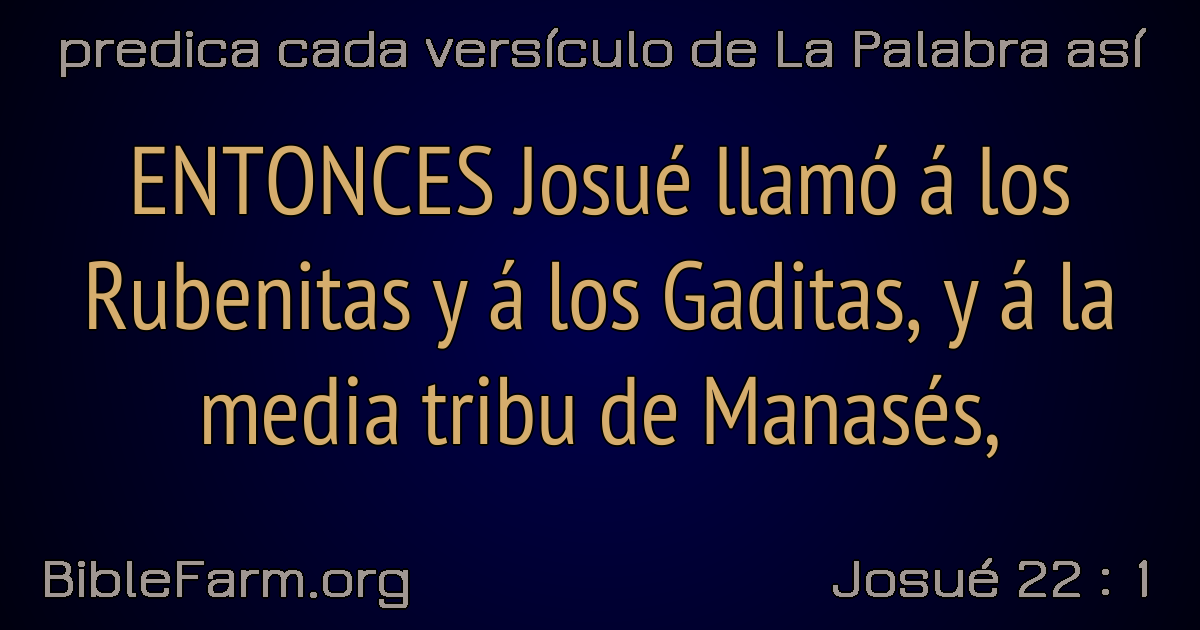 predica cada versículo de La Palabra así
ENTONCES Josué llamó á los
Rubenitas y á los Gaditas, y á la
media tribu de Manasés,
BibleFarm.org
Josué 22 : 1